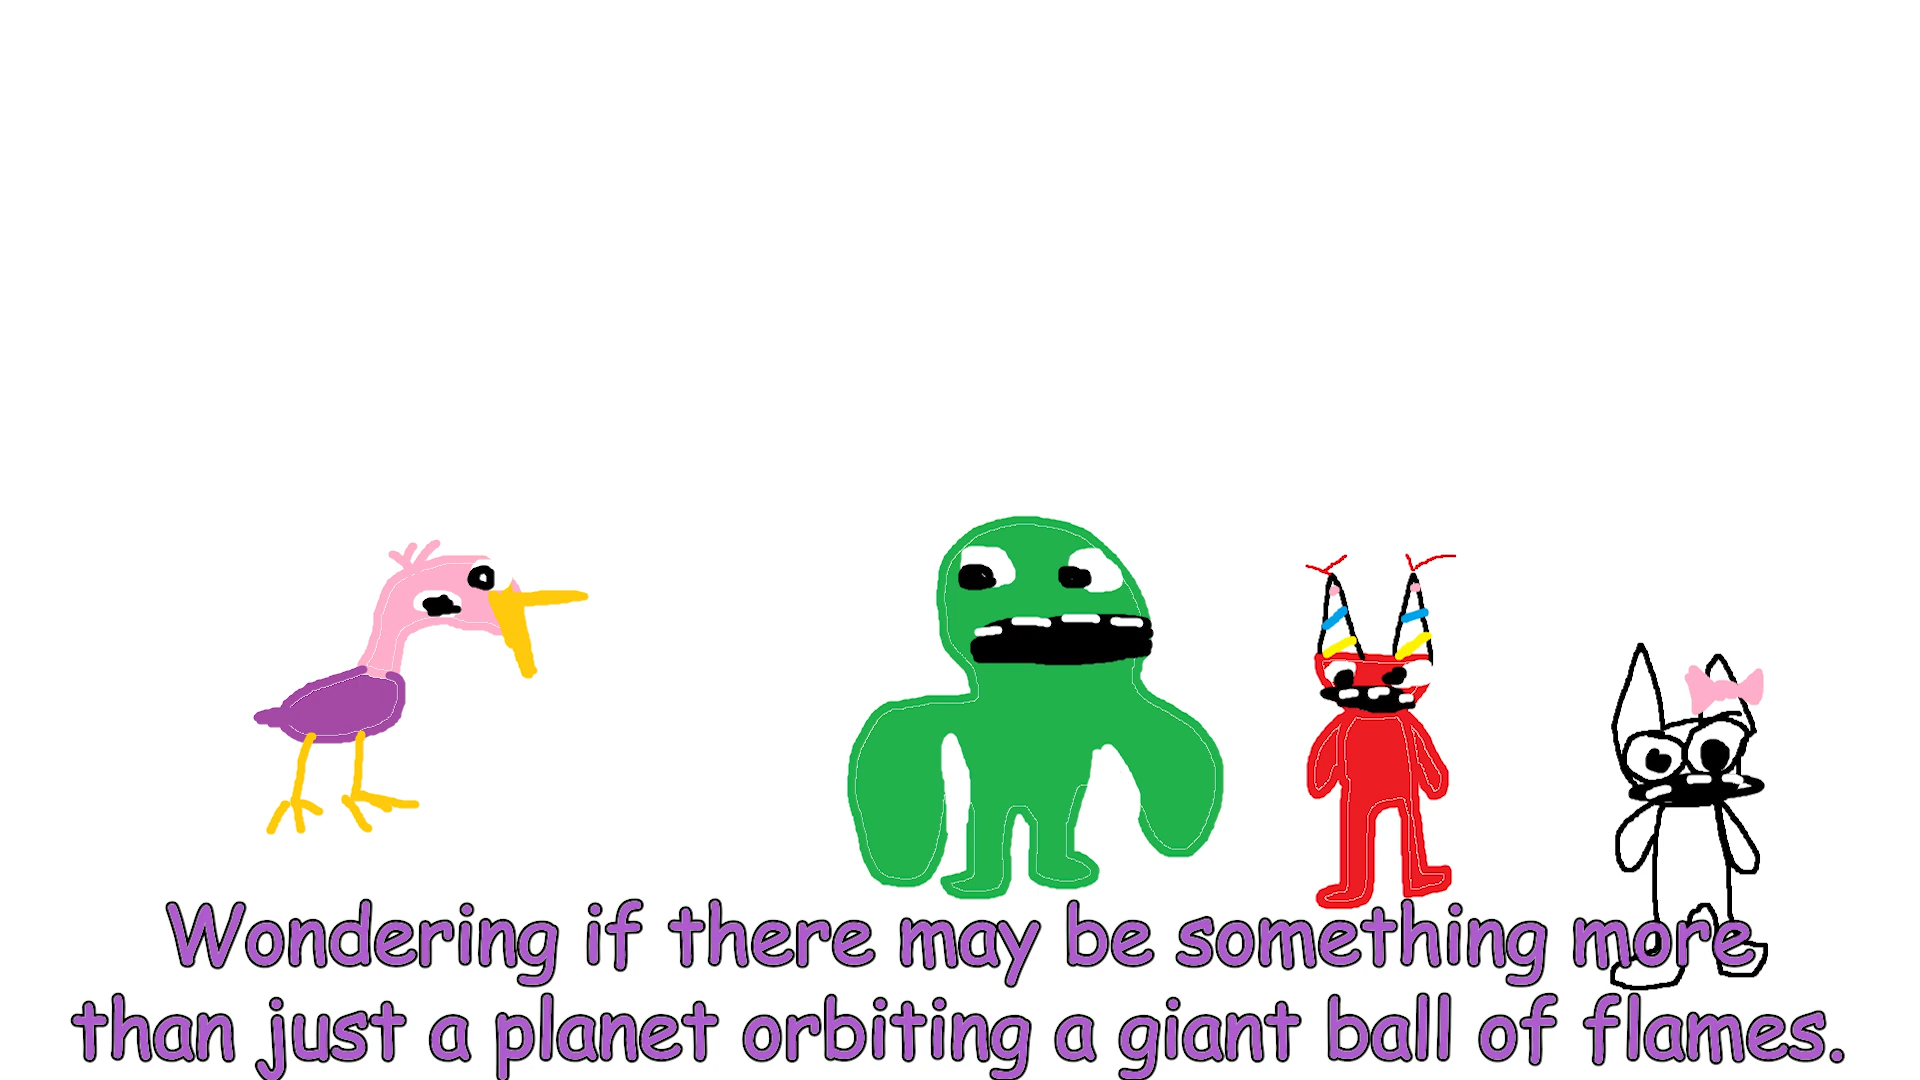 Wondering if there may be something more
than just a planet orbiting a giant ball of flames.